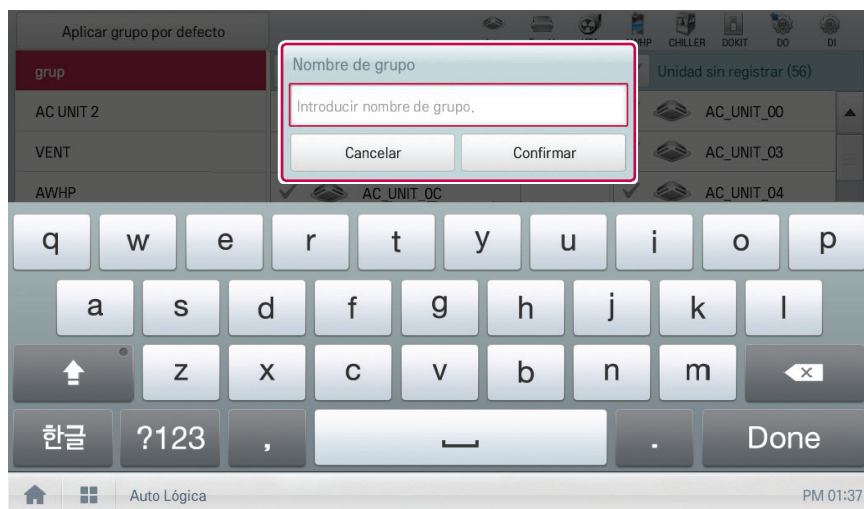 Aplicar grupo por defecto
CHILLER DOKIT DO DI
grup
Nombre de grupo
Unidad sin registrar (56)
Introducir nombre de grupo.
AC UNIT 2
AC_UNIT_00
VENT
Cancelar Confirmar
AC_UNIT_03
AWHP
AC_UNIT_0C
AC_UNIT_04
q w e r t y u i o p
a s d f g h j k l
z x c v b n m
한글 ?123 , . Done
Auto Lógica
PM 01:37